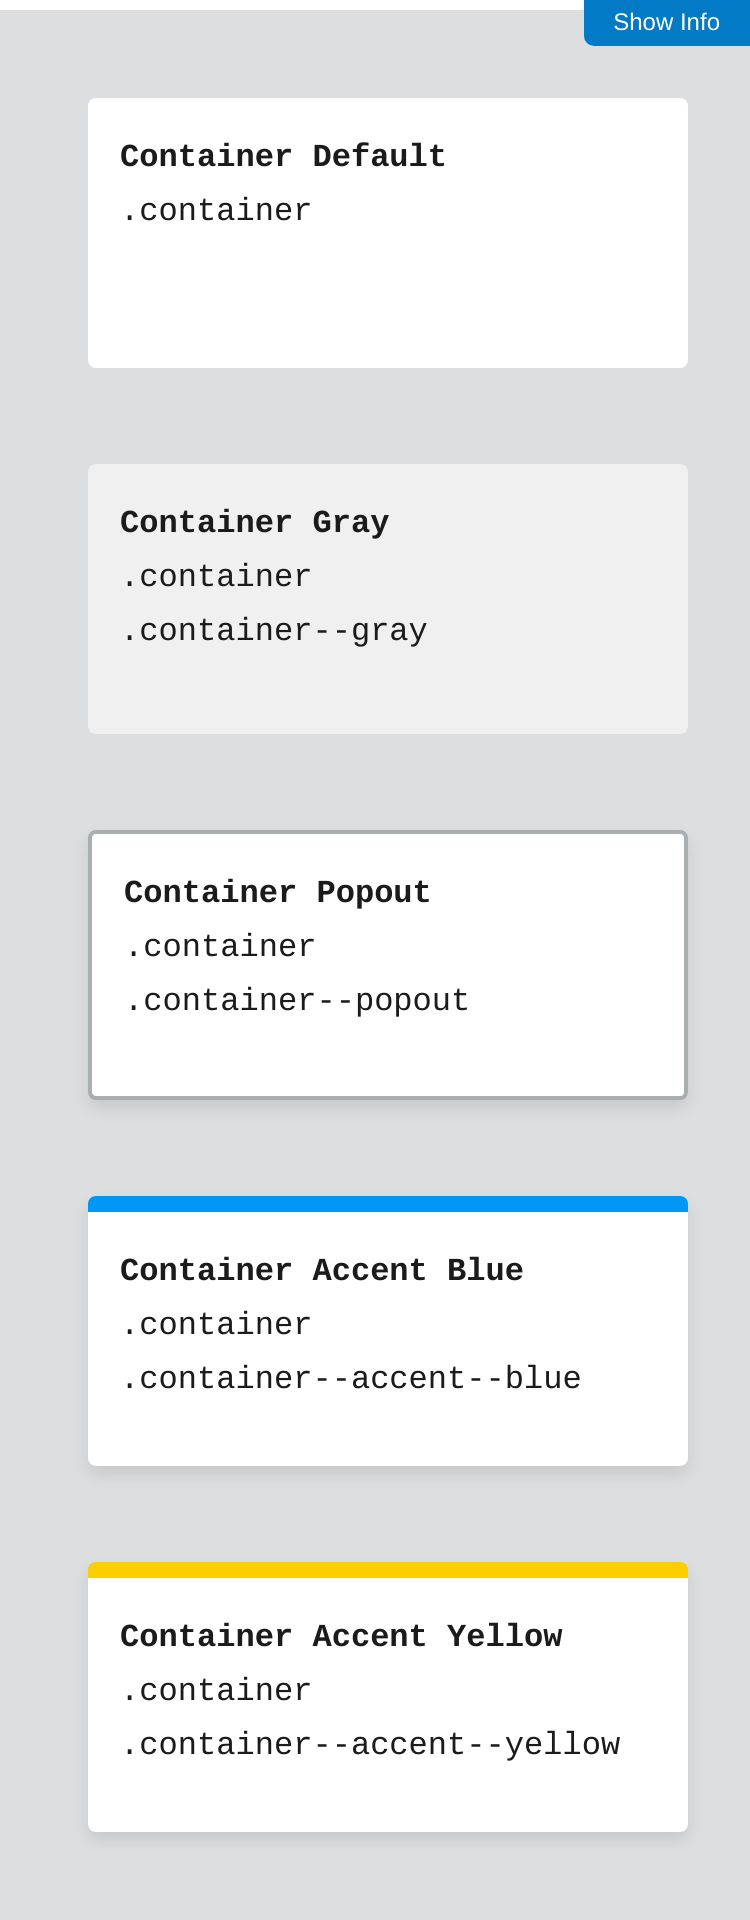 Show Info
Container Default
.container
Container Gray
.container
.container--gray
Container Popout
.container
.container--popout
Container Accent Blue
.container
.container--accent--blue
Container Accent Yellow
.container
.container--accent--yellow